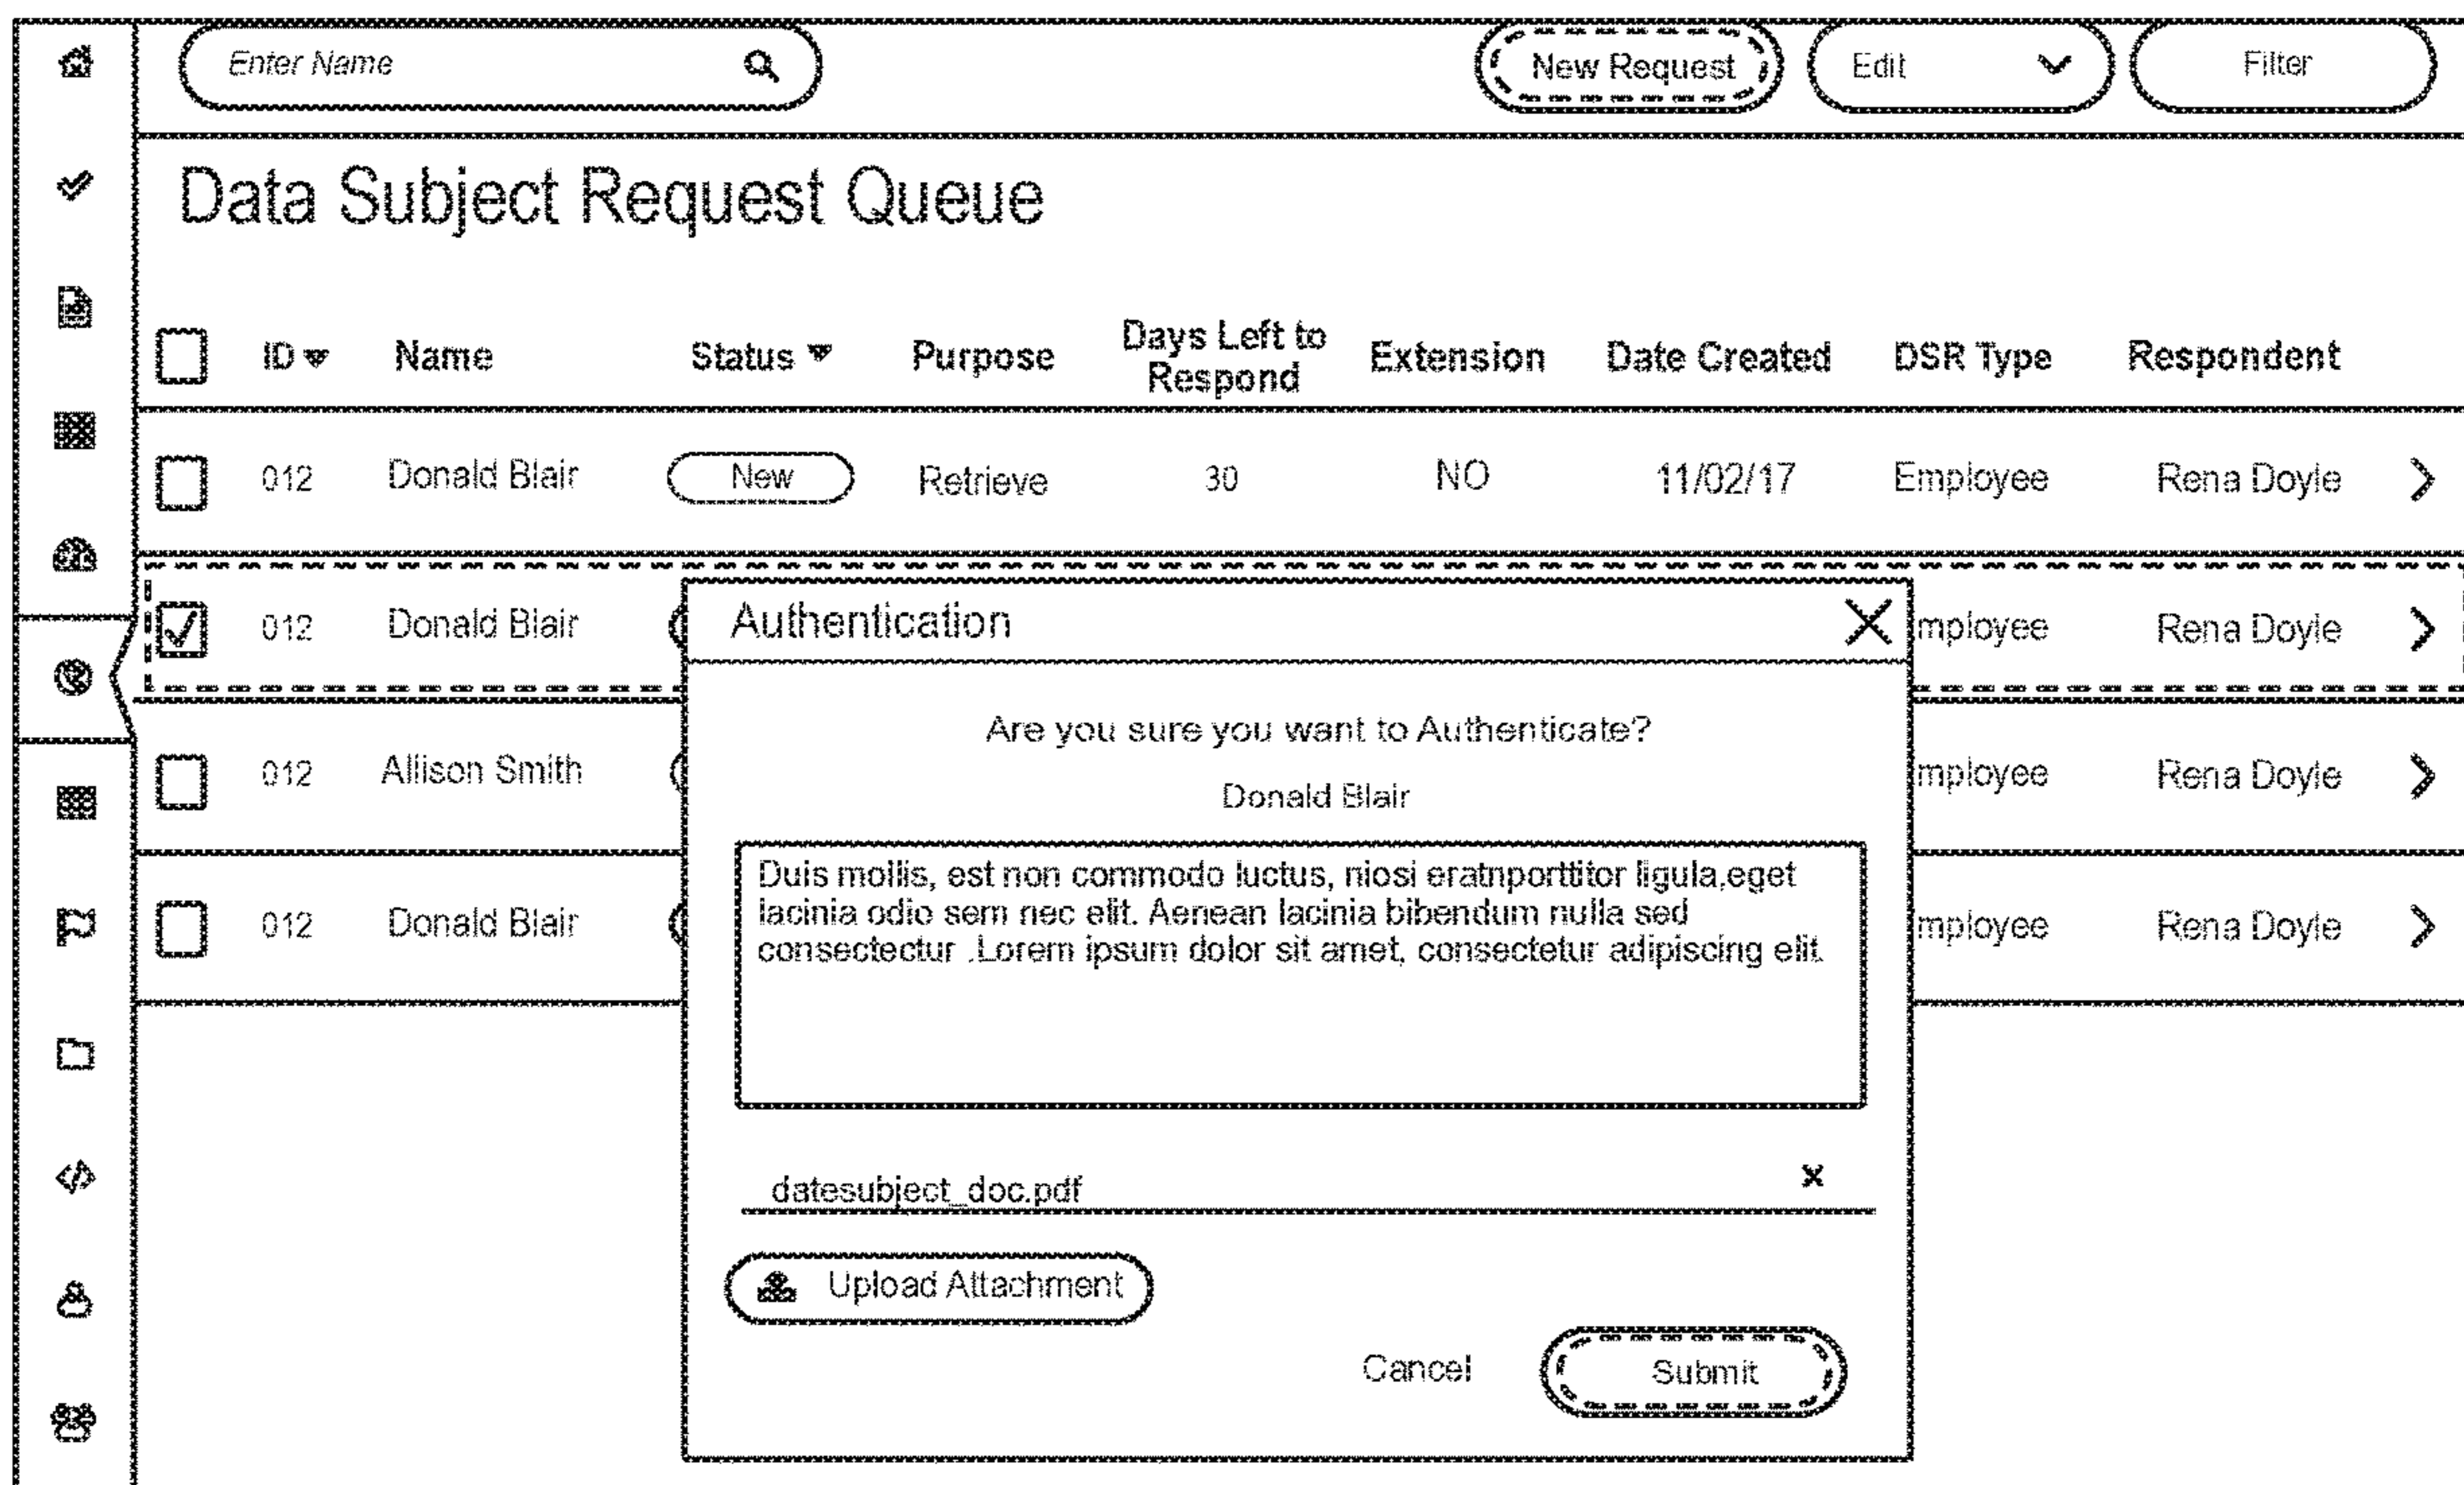 Enter Name
New Request
Edit
Filter
Data Subject Request Queue
ID Name Status Purpose Days Left to Respond Extension Date Created DSR Type Respondent
012 Donald Blair New Retrieve 30 NO 11/02/17 Employee Rena Doyle
012 Donald Blair mployee Rena Doyle
012 Allison Smith mployee Rena Doyle
012 Donald Blair mployee Rena Doyle
Authentication
Are you sure you want to Authenticate?
Donald Blair
Duis mollis, est non commodo luctus, niosi eratnporttitor ligula,eget
lacinia odio sem nec elit. Aenean lacinia bibendum nulla sed
consectectur .Lorem ipsum dolor sit amet, consectetur adipiscing elit.
datesubject_doc.pdf x
Upload Attachment
Cancel
Submit